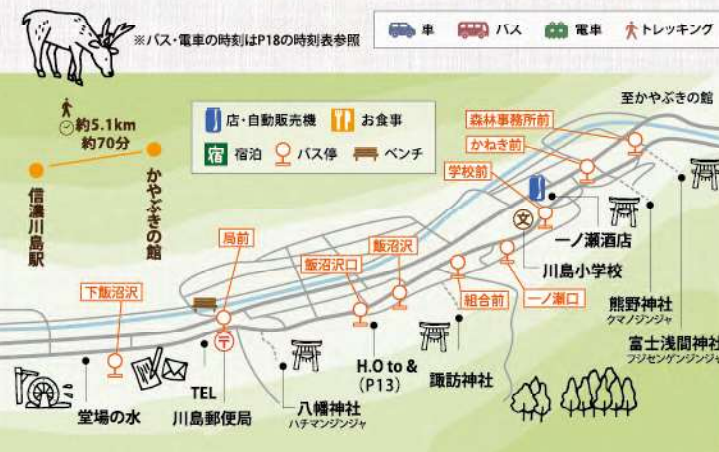 ※バス・電車の時刻はP18の時刻表参照
車
バス
電車
トレッキング
約5.1km
約70分
信濃川島駅
かやぶきの館
店・自動販売機
お食事
宿
宿泊
バス停
ベンチ
至かやぶきの館
森林事務所前
かねき前
学校前
文
一ノ瀬酒店
川島小学校
局前
飯沼沢口
飯沼沢
組合前
一ノ瀬口
下飯沼沢
熊野神社
クマノジンジャ
富士浅間神社
フジセンゲンジンジャ
堂場の水
TEL
〒
川島郵便局
八幡神社
ハチマンジンジャ
H.O to &
（P13）
諏訪神社